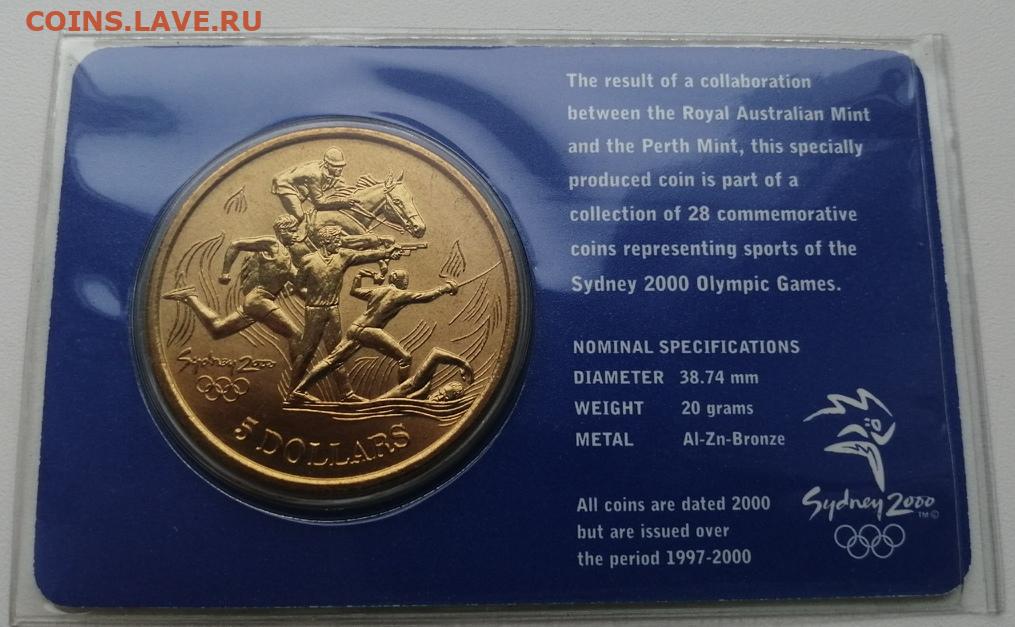 COINS.LAVE.RU
The result of a collaboration
between the Royal Australian Mint
and the Perth Mint, this specially
produced coin is part of a
collection of 28 commemorative
coins representing sports of the
Sydney 2000 Olympic Games.
NOMINAL SPECIFICATIONS
DIAMETER 38.74 mm
WEIGHT 20 grams
METAL Al-Zn-Bronze
All coins are dated 2000
but are issued over
the period 1997-2000
Sydney 2000
TM ©
Sydney 2000
5 DOLLARS